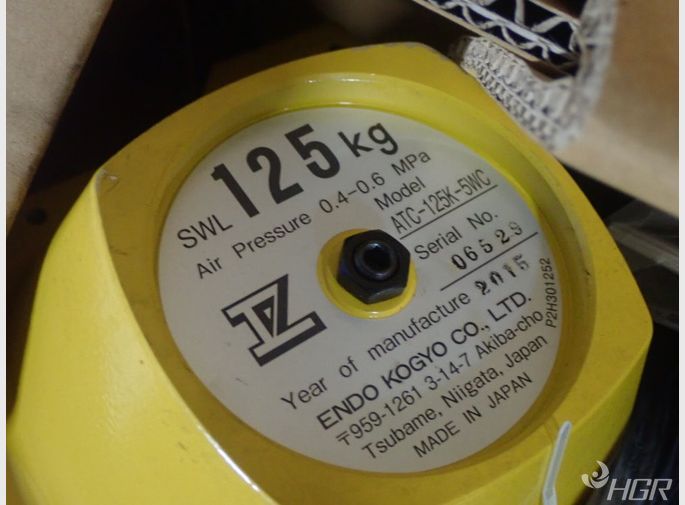 SWL 125 kg
Air Pressure 0.4-0.6 MPa
Model
ATC-125K-5WC
Serial No.
06529
Year of manufacture 2015
ENDO KOGYO CO., LTD.
〒959-1261 3-14-7 Akiba-cho
Tsubame, Niigata, Japan
MADE IN JAPAN
P2H301252
HGR